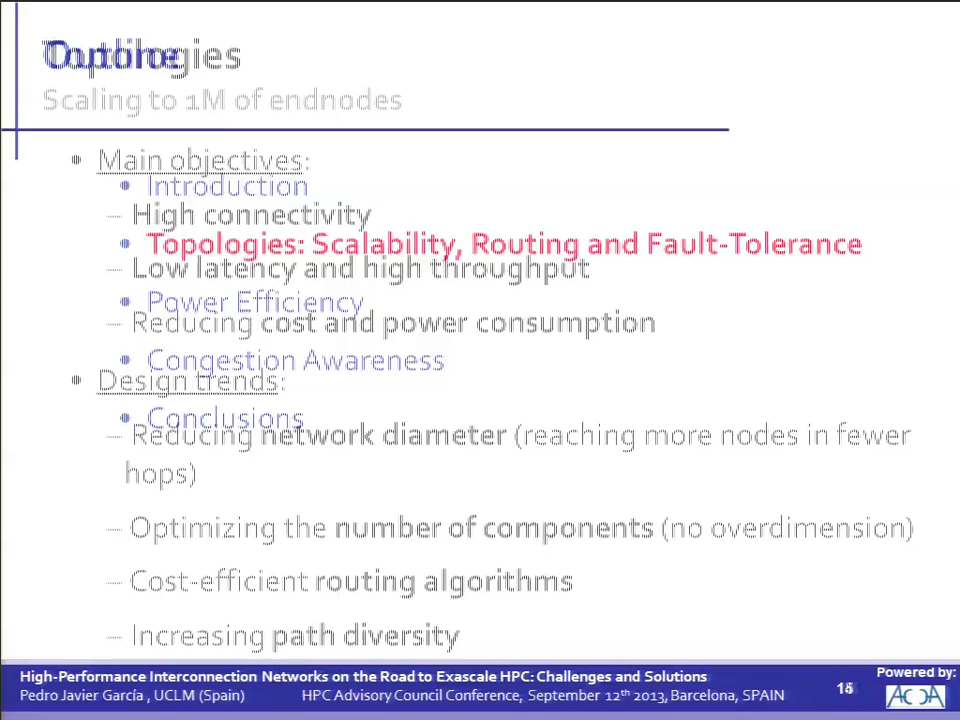 Outline
Topologies
Scaling to 1M of endnodes
• Main objectives:
• Introduction
– High connectivity
• Topologies: Scalability, Routing and Fault-Tolerance
– Low latency and high throughput
• Power Efficiency
– Reducing cost and power consumption
• Congestion Awareness
• Design trends:
• Conclusions
– Reducing network diameter (reaching more nodes in fewer
hops)
– Optimizing the number of components (no overdimension)
– Cost-efficient routing algorithms
– Increasing path diversity
High-Performance Interconnection Networks on the Road to Exascale HPC: Challenges and Solutions
Pedro Javier García , UCLM (Spain) HPC Advisory Council Conference, September 12th 2013, Barcelona, SPAIN
Powered by: